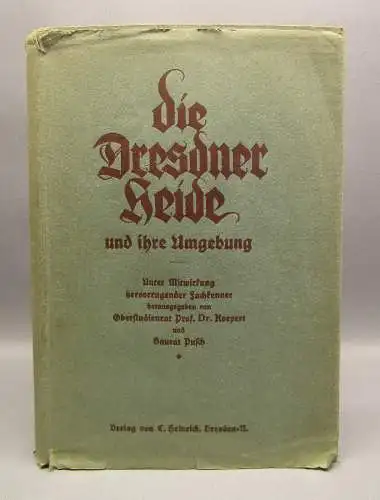 die
Dresdner
Heide
und ihre Umgebung
Unter Mitwirkung
hervorragender Fachkenner
herausgegeben von
Oberstudienrat Prof. Dr. Koepert
und
Baurat Pusch
Verlag von C. Heinrich, Dresden-N.